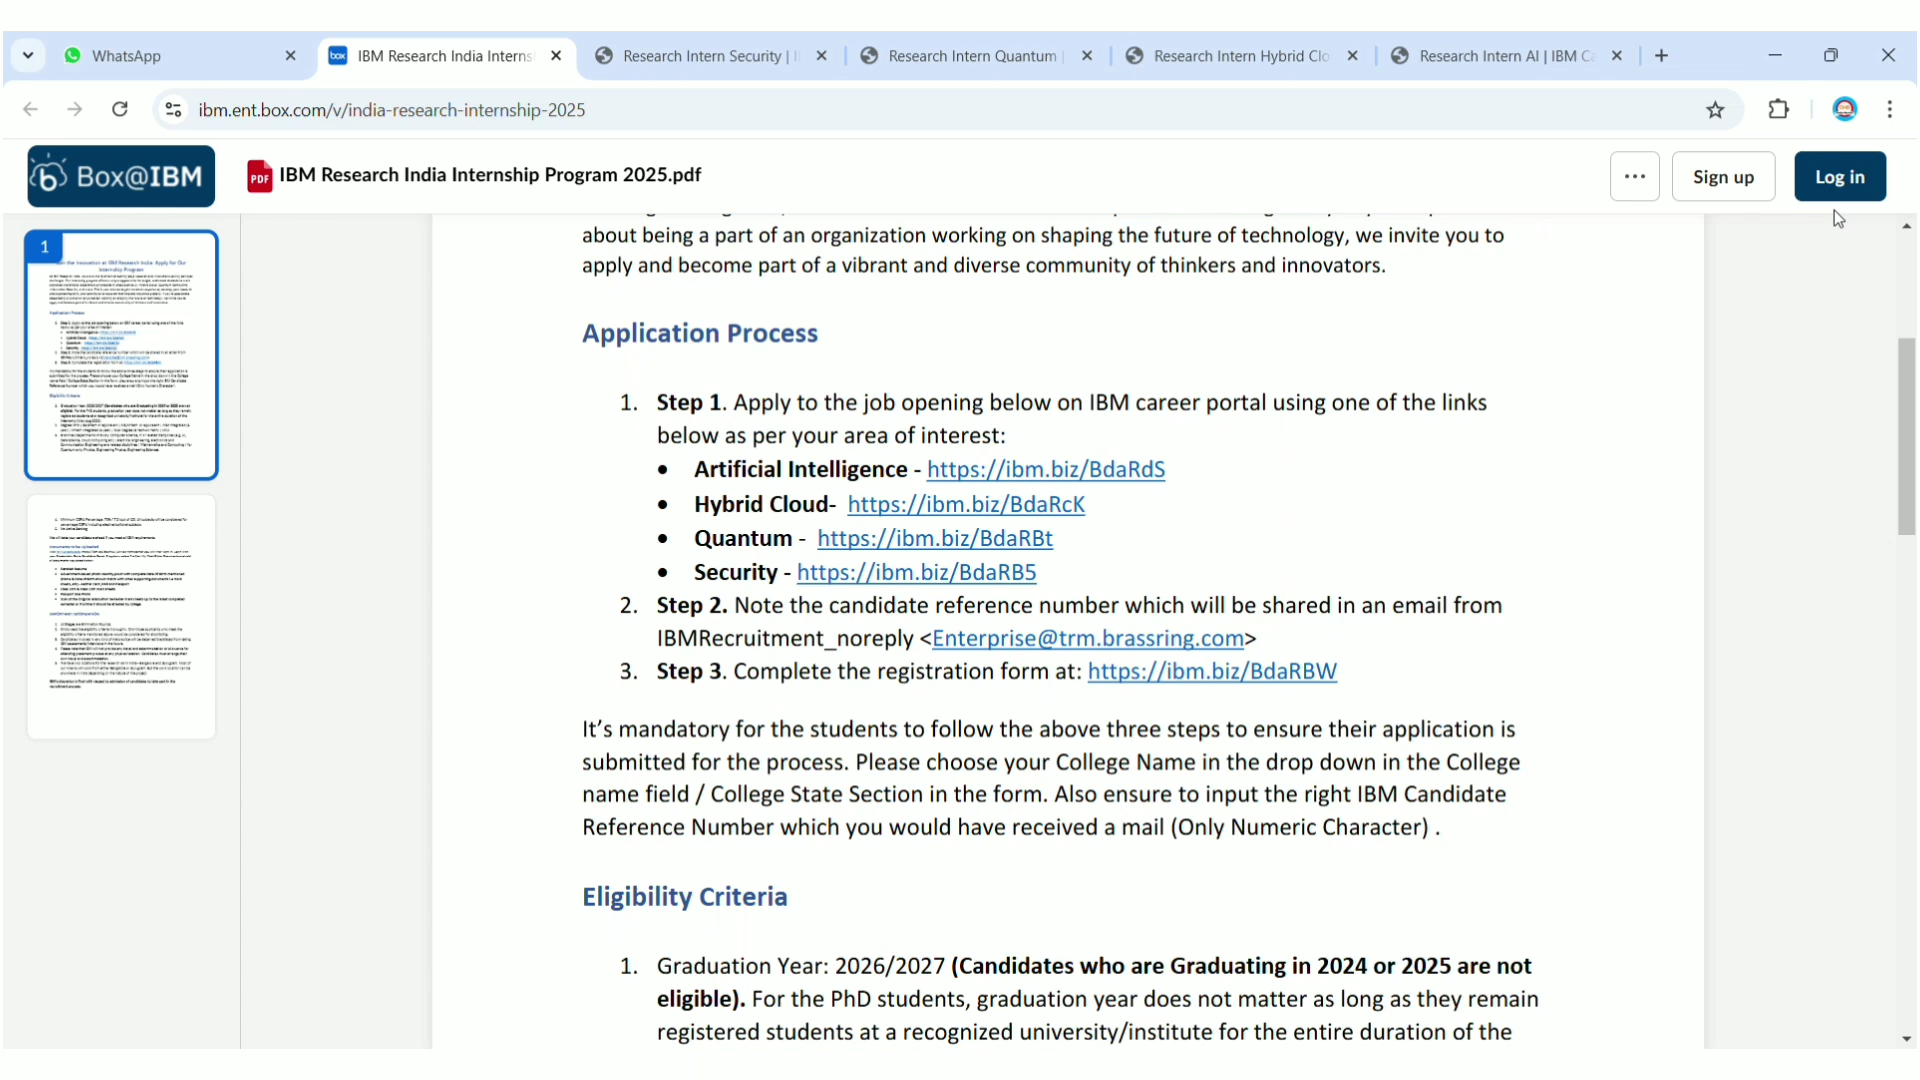 WhatsApp
IBM Research India Interns
Research Intern Security | I
Research Intern Quantum |
Research Intern Hybrid Clo
Research Intern AI | IBM Ca
ibm.ent.box.com/v/india-research-internship-2025
Box@IBM
PDF
IBM Research India Internship Program 2025.pdf
Sign up
Log in
1
about being a part of an organization working on shaping the future of technology, we invite you to
apply and become part of a vibrant and diverse community of thinkers and innovators.
Application Process
1. Step 1. Apply to the job opening below on IBM career portal using one of the links
below as per your area of interest:
• Artificial Intelligence - https://ibm.biz/BdaRdS
• Hybrid Cloud- https://ibm.biz/BdaRcK
• Quantum - https://ibm.biz/BdaRBt
• Security - https://ibm.biz/BdaRB5
2. Step 2. Note the candidate reference number which will be shared in an email from
IBMRecruitment_noreply <Enterprise@trm.brassring.com>
3. Step 3. Complete the registration form at: https://ibm.biz/BdaRBW
It's mandatory for the students to follow the above three steps to ensure their application is
submitted for the process. Please choose your College Name in the drop down in the College
name field / College State Section in the form. Also ensure to input the right IBM Candidate
Reference Number which you would have received a mail (Only Numeric Character) .
Eligibility Criteria
1. Graduation Year: 2026/2027 (Candidates who are Graduating in 2024 or 2025 are not
eligible). For the PhD students, graduation year does not matter as long as they remain
registered students at a recognized university/institute for the entire duration of the